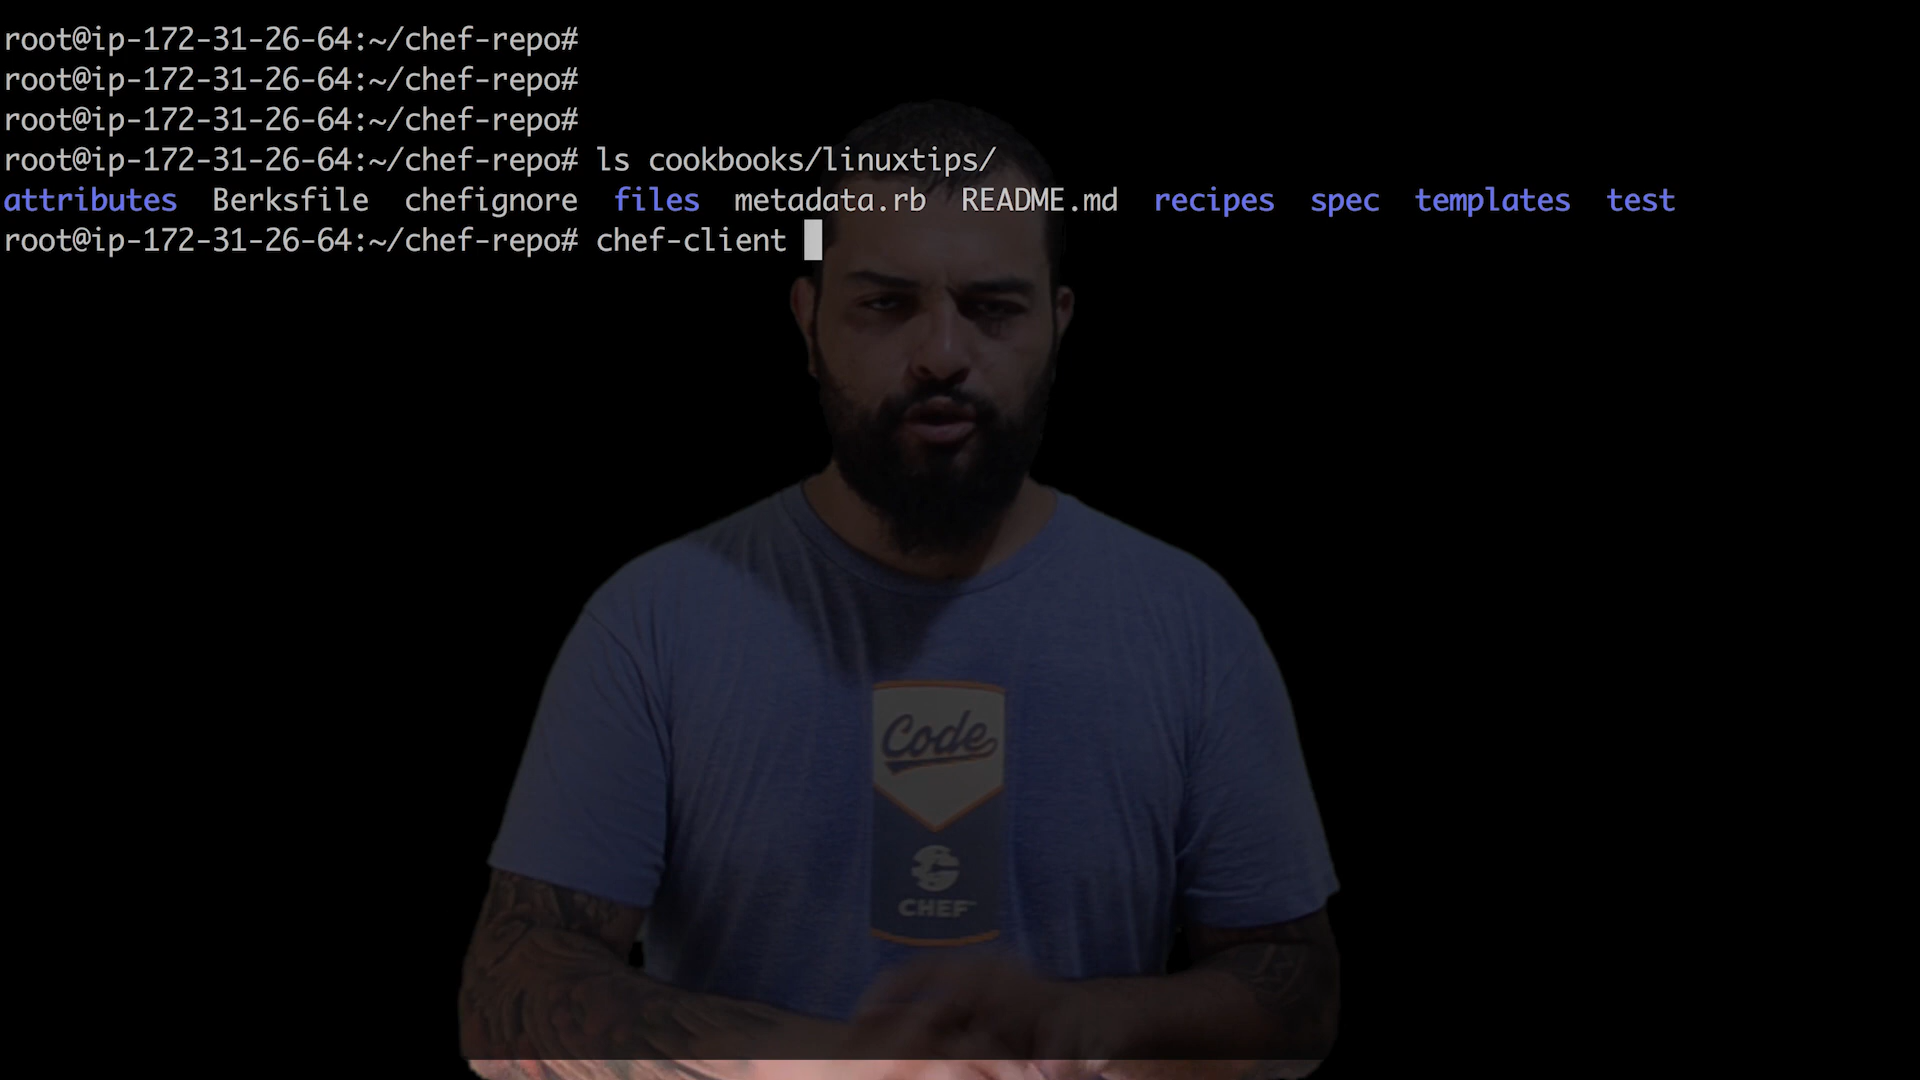 root@ip-172-31-26-64:~/chef-repo#
root@ip-172-31-26-64:~/chef-repo#
root@ip-172-31-26-64:~/chef-repo#
root@ip-172-31-26-64:~/chef-repo# ls cookbooks/linuxtips/
attributes Berksfile chefignore files metadata.rb README.md recipes spec templates test
root@ip-172-31-26-64:~/chef-repo# chef-client
Code
CHEF